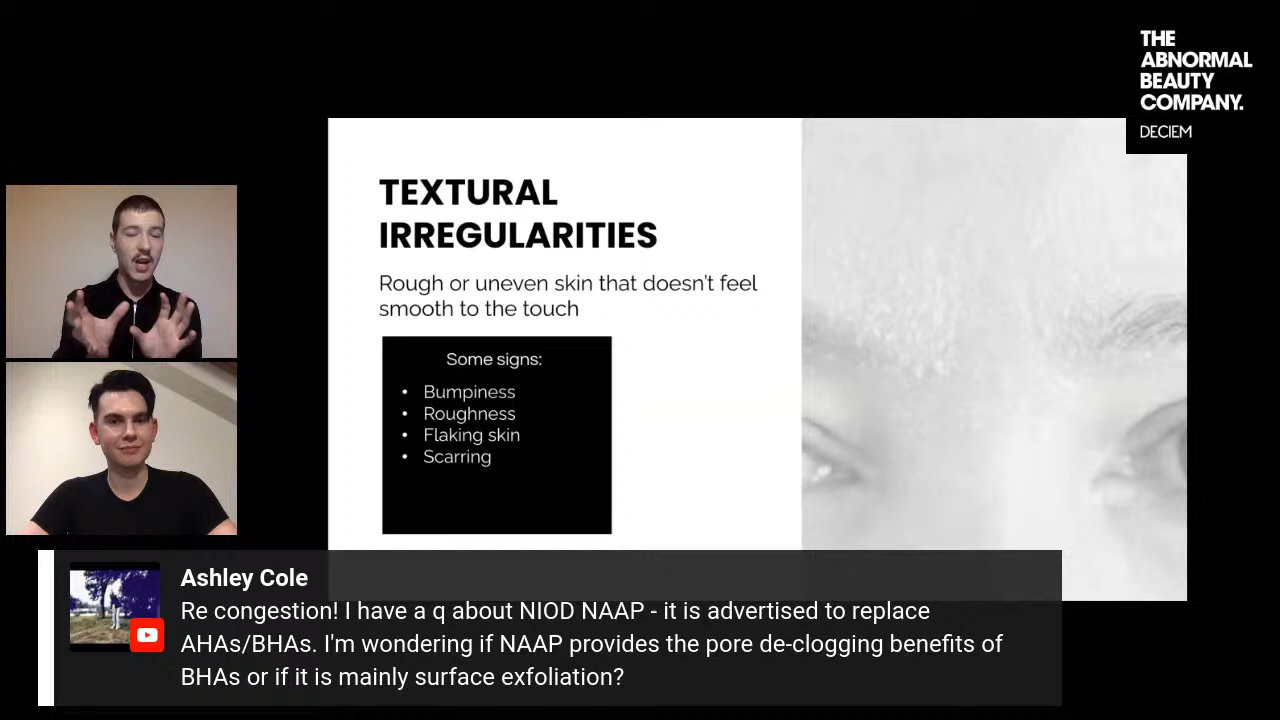 THE
ABNORMAL
BEAUTY
COMPANY.
DECIEM
TEXTURAL
IRREGULARITIES
Rough or uneven skin that doesn't feel
smooth to the touch
Some signs:
• Bumpiness
• Roughness
• Flaking skin
• Scarring
Ashley Cole
Re congestion! I have a q about NIOD NAAP - it is advertised to replace
AHAs/BHAs. I'm wondering if NAAP provides the pore de-clogging benefits of
BHAs or if it is mainly surface exfoliation?